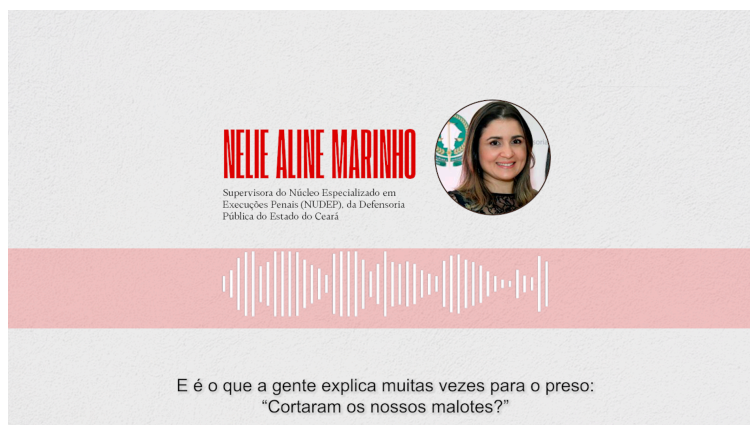 NELIE ALINE MARINHO
Supervisora do Núcleo Especializado em
Execuções Penais (NUDEP), da Defensoria
Pública do Estado do Ceará
E é o que a gente explica muitas vezes para o preso:
“Cortaram os nossos malotes?”